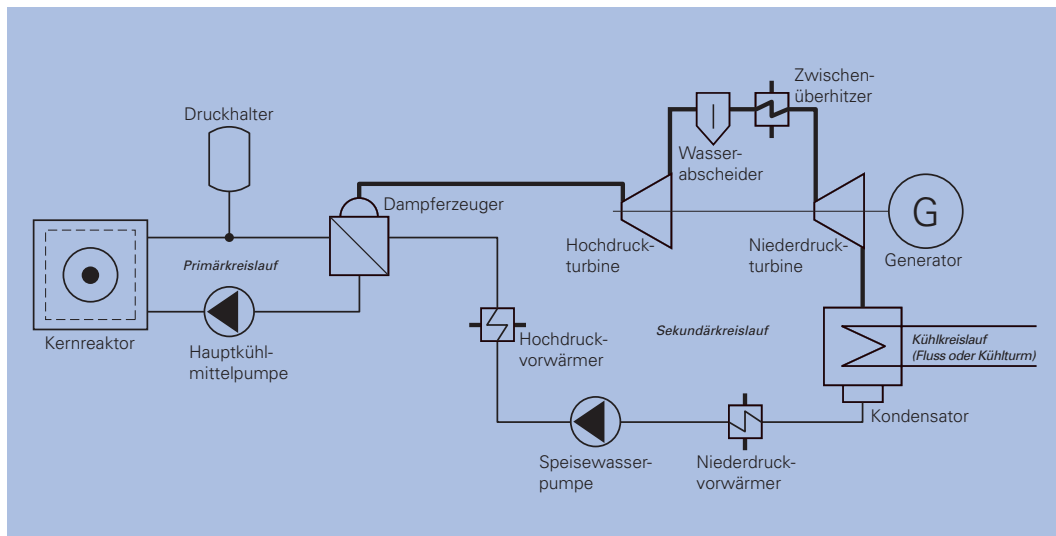 Zwischen-
überhitzer
Druckhalter
Wasser-
abscheider
Dampferzeuger
G
Hochdruck-
turbine
Niederdruck-
turbine
Generator
Primärkreislauf
Kernreaktor
Hauptkühl-
mittelpumpe
Hochdruck-
vorwärmer
Sekundärkreislauf
Kühlkreislauf
(Fluss oder Kühlturm)
Kondensator
Speisewasser-
pumpe
Niederdruck-
vorwärmer